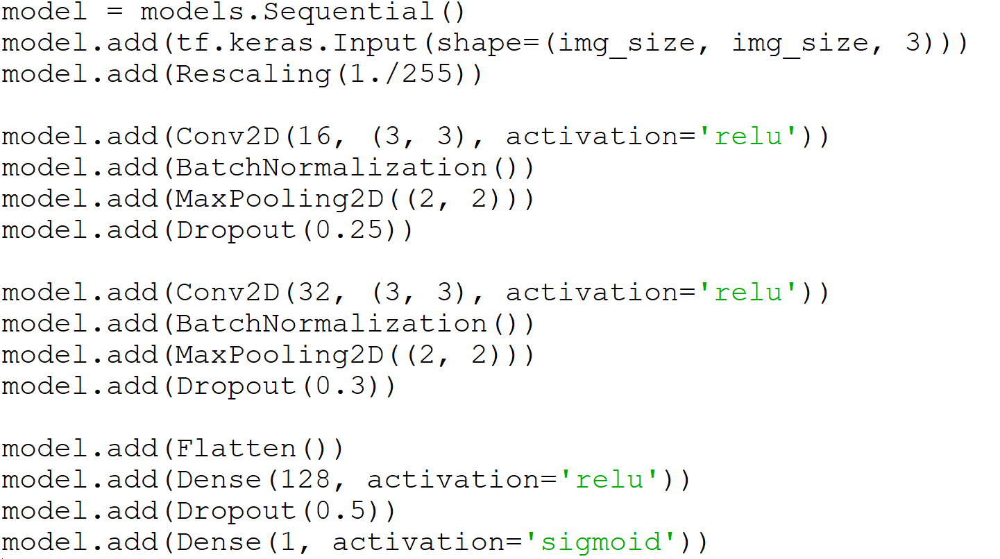 model = models.Sequential()
model.add(tf.keras.Input(shape=(img_size, img_size, 3)))
model.add(Rescaling(1./255))
model.add(Conv2D(16, (3, 3), activation='relu'))
model.add(BatchNormalization())
model.add(MaxPooling2D((2, 2)))
model.add(Dropout(0.25))
model.add(Conv2D(32, (3, 3), activation='relu'))
model.add(BatchNormalization())
model.add(MaxPooling2D((2, 2)))
model.add(Dropout(0.3))
model.add(Flatten())
model.add(Dense(128, activation='relu'))
model.add(Dropout(0.5))
model.add(Dense(1, activation='sigmoid'))